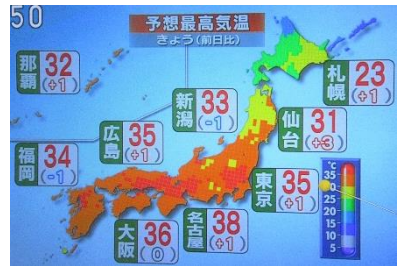 50
予想最高気温
きょう(前日比)
那覇 32 (+1)
札幌 23 (+1)
新潟 33 (-1)
仙台 31 (+3)
広島 35 (+1)
福岡 34 (-1)
東京 35 (+1)
名古屋 38 (+1)
大阪 36 (0)
℃
35
30
25
20
15
10
5